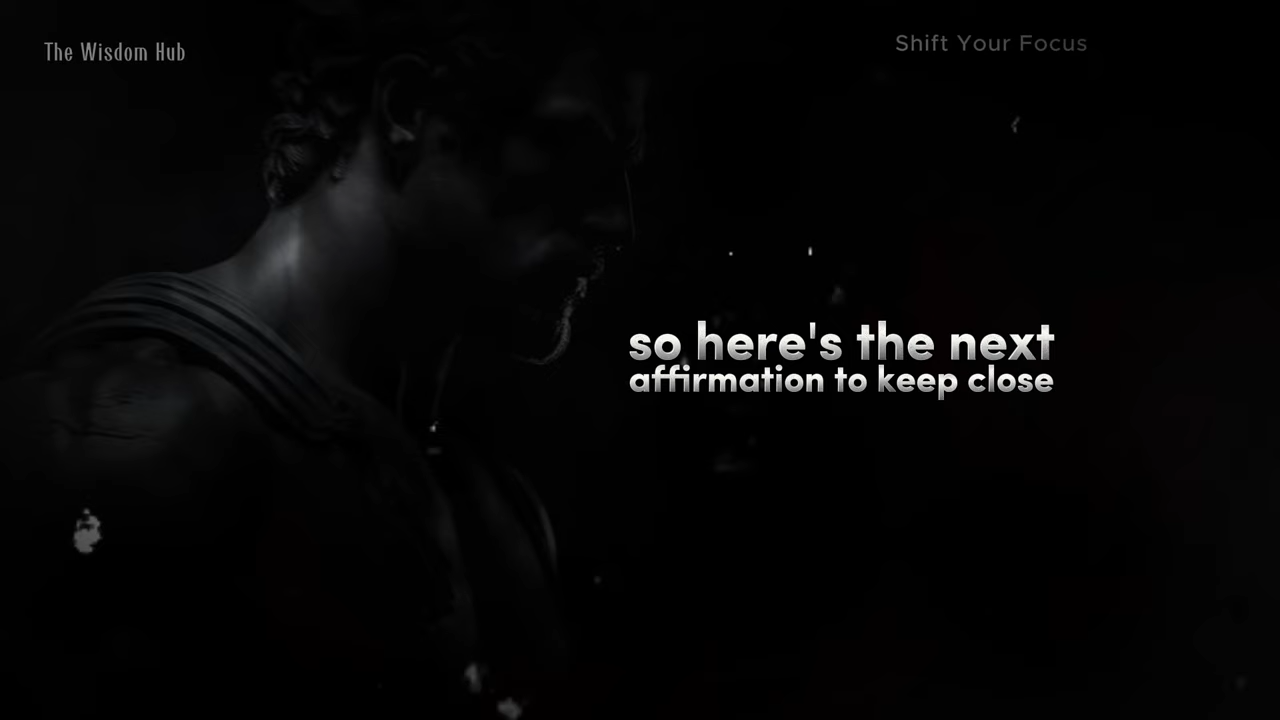 The Wisdom Hub
Shift Your Focus
so here's the next
affirmation to keep close